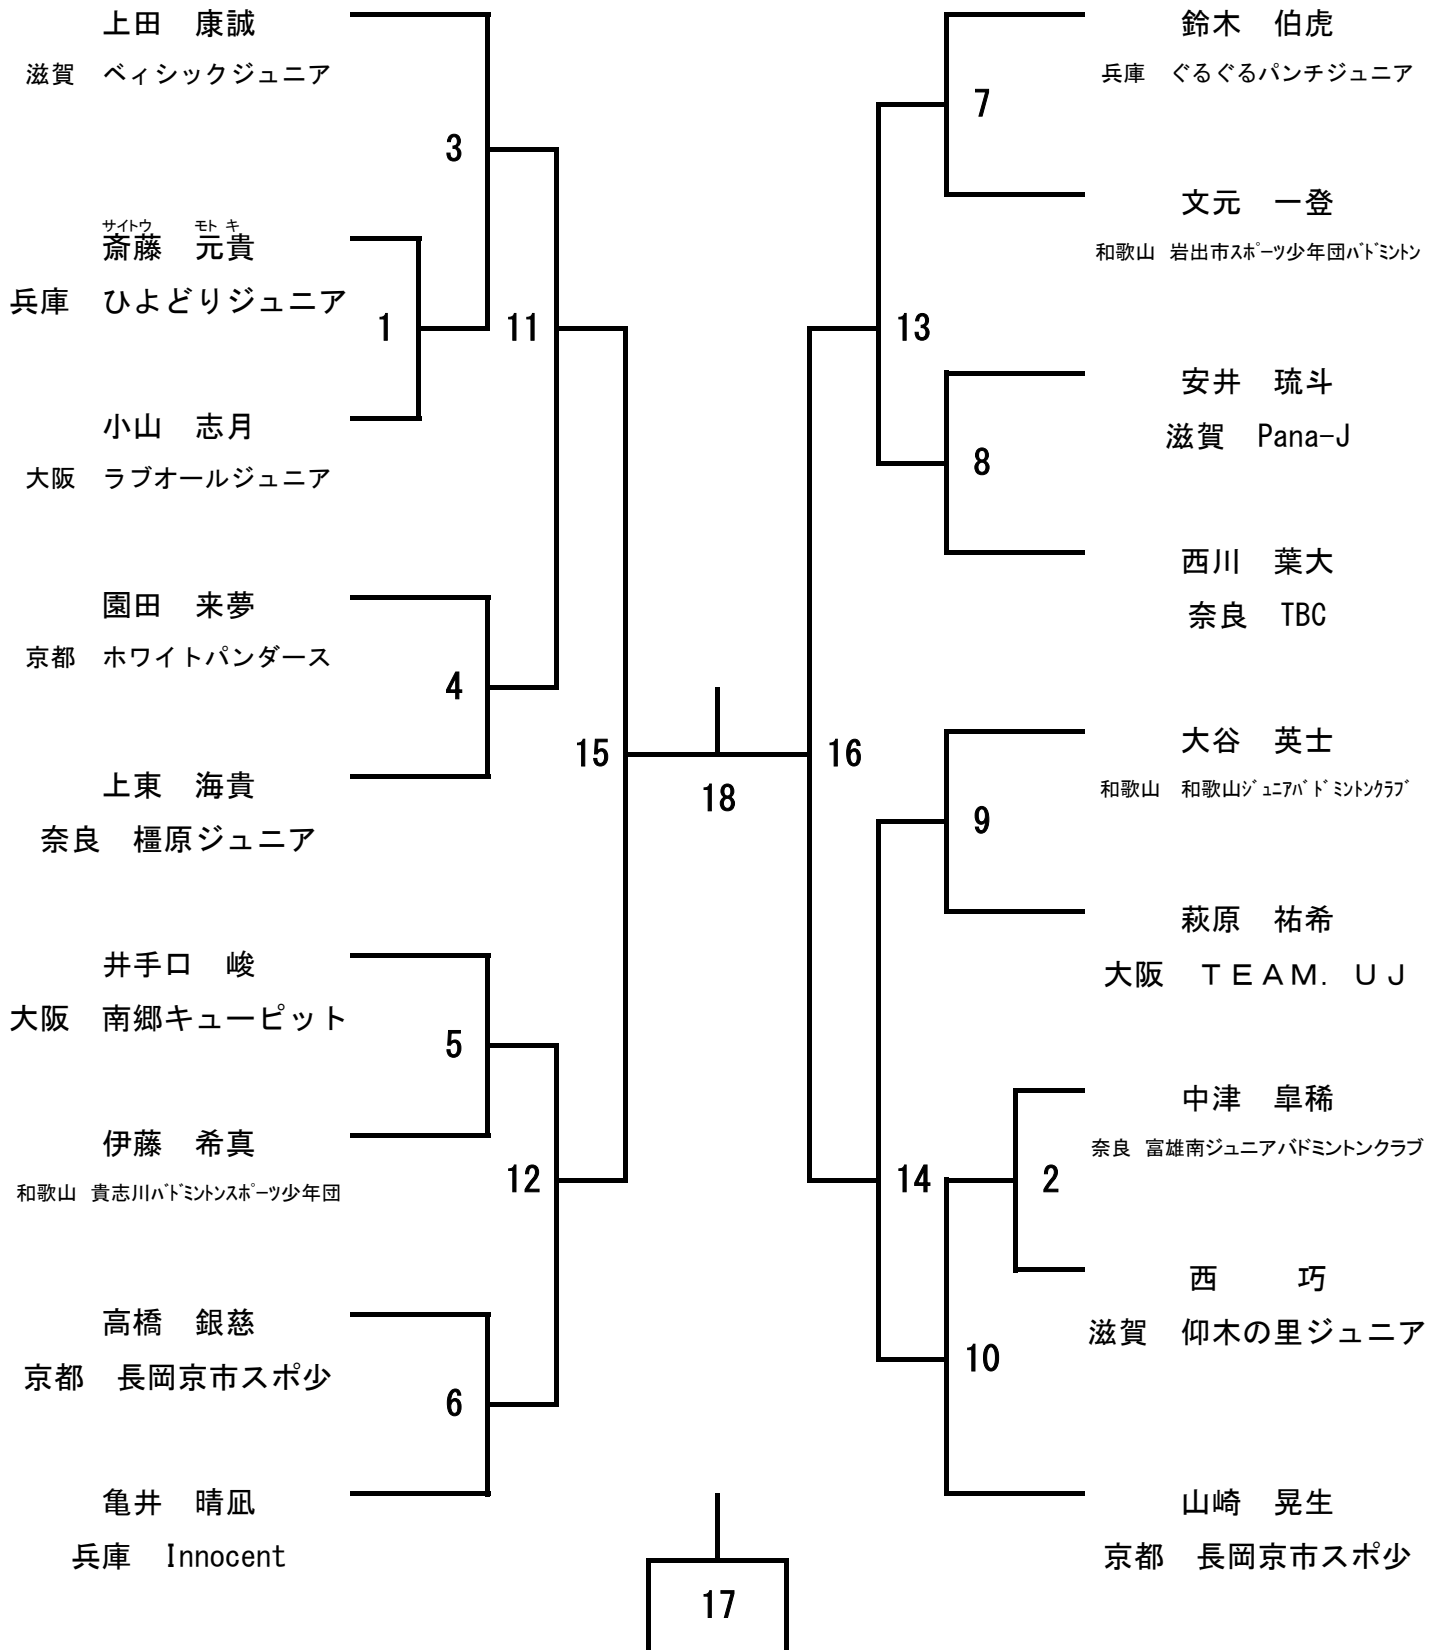 上田　康誠
滋賀　ベィシックジュニア
3
サイトウ　モトキ
斎藤　元貴
兵庫　ひよどりジュニア
1
11
小山　志月
大阪　ラブオールジュニア
園田　来夢
京都　ホワイトパンダース
4
上東　海貴
奈良　橿原ジュニア
15
井手口　峻
大阪　南郷キューピット
5
伊藤　希真
和歌山　貴志川ﾊﾞﾄﾞﾐﾝﾄﾝｽﾎﾟｰﾂ少年団
12
高橋　銀慈
京都　長岡京市スポ少
6
亀井　晴凪
兵庫　Innocent
18
17
鈴木　伯虎
兵庫　ぐるぐるパンチジュニア
7
文元　一登
和歌山　岩出市ｽﾎﾟｰﾂ少年団ﾊﾞﾄﾞﾐﾝﾄﾝ
13
安井　琉斗
滋賀　Pana-J
8
西川　葉大
奈良　TBC
16
大谷　英士
和歌山　和歌山ｼﾞｭﾆｱﾊﾞﾄﾞﾐﾝﾄﾝｸﾗﾌﾞ
9
萩原　祐希
大阪　ＴＥＡＭ．ＵＪ
中津　皐稀
奈良　富雄南ジュニアバドミントンクラブ
14
2
西　　巧
滋賀　仰木の里ジュニア
10
山崎　晃生
京都　長岡京市スポ少